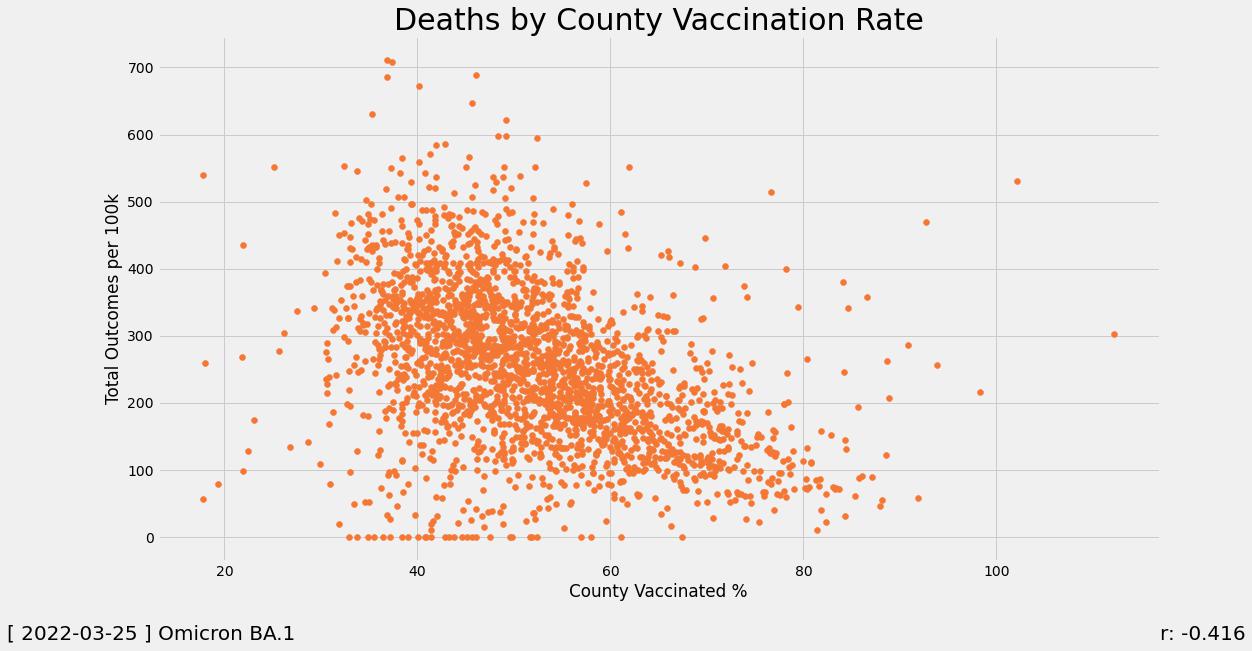 Deaths by County Vaccination Rate
700
600
500
400
300
200
100
0
Total Outcomes per 100k
20 40 60 80 100
County Vaccinated %
[ 2022-03-25 ] Omicron BA.1
r: -0.416